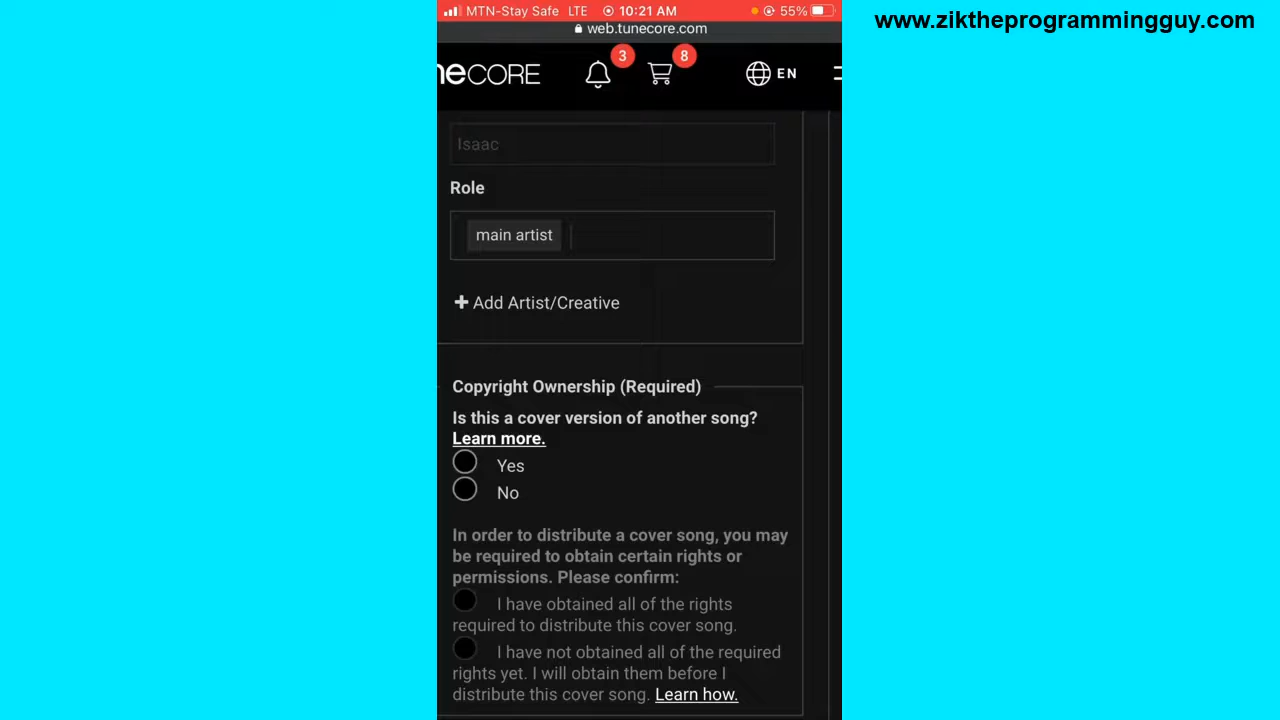 MTN-Stay Safe LTE 10:21 AM 55%
www.ziktheprogrammingguy.com
web.tunecore.com
neCORE 3 8 EN
Isaac
Role
main artist
Add Artist/Creative
Copyright Ownership (Required)
Is this a cover version of another song?
Learn more.
Yes
No
In order to distribute a cover song, you may
be required to obtain certain rights or
permissions. Please confirm:
I have obtained all of the rights
required to distribute this cover song.
I have not obtained all of the required
rights yet. I will obtain them before I
distribute this cover song. Learn how.